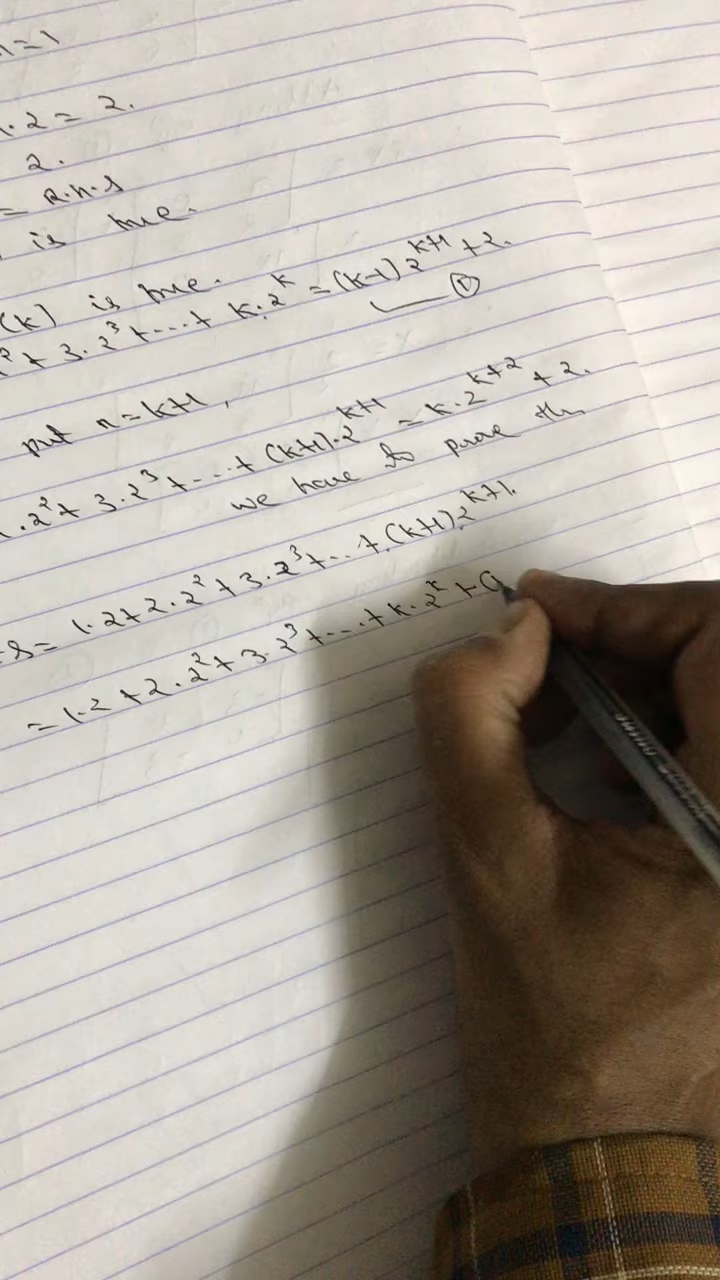 n=1
1.2 = 2.
2.
= R.H.S
is true.
(k) is true.
2² + 3.2³ + ... + k.2ᵏ = (k-1) 2ᵏ⁺¹ + 2.
put n=k+1,
.2² + 3.2³ + ... + (k+1).2ᵏ⁺¹ = k.2ᵏ⁺² + 2.
we have to prove this
.S = 1.2+2.2²+3.2³+...+(k+1)2ᵏ⁺¹.
= 1.2 + 2.2² + 3.2³ + ... + k.2ᵏ + (